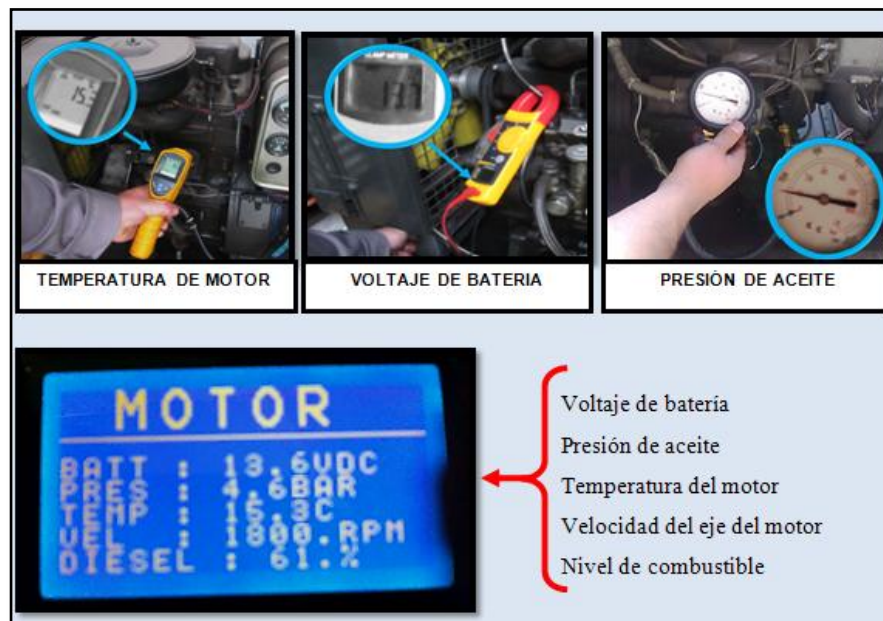 TEMPERATURA DE MOTOR
VOLTAJE DE BATERIA
PRESIÓN DE ACEITE
MOTOR
BATT : 13.6VDC
PRES : 4.6BAR
TEMP : 15.3C
VEL : 1800.RPM
DIESEL : 61.%
Voltaje de batería
Presión de aceite
Temperatura del motor
Velocidad del eje del motor
Nivel de combustible